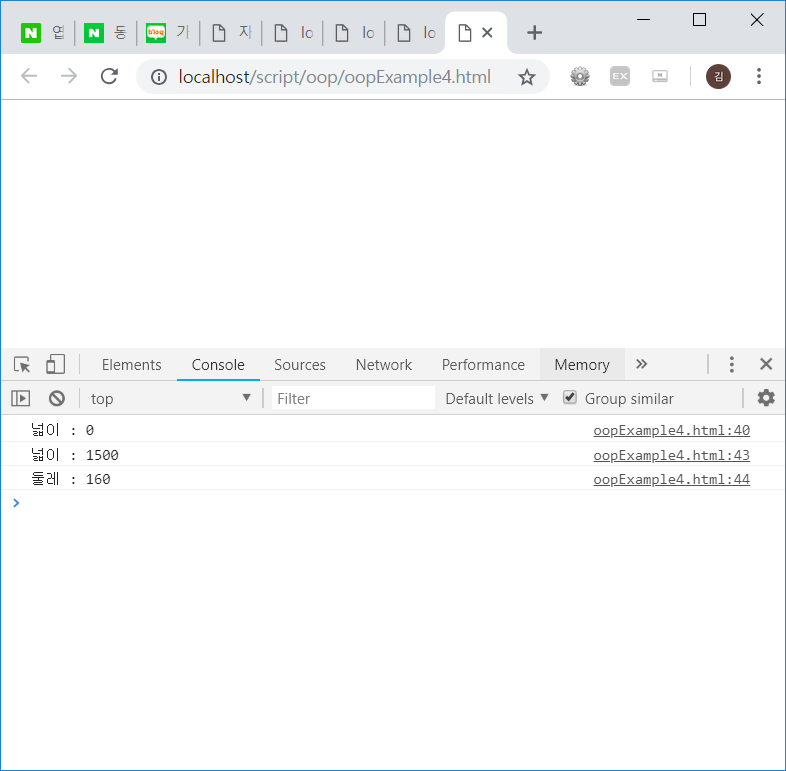 엽 동 blog 가 지 lo lo lo
localhost/script/oop/oopExample4.html EX 김
Elements Console Sources Network Performance Memory »
top Filter Default levels Group similar
넓이 : 0 oopExample4.html:40
넓이 : 1500 oopExample4.html:43
둘레 : 160 oopExample4.html:44